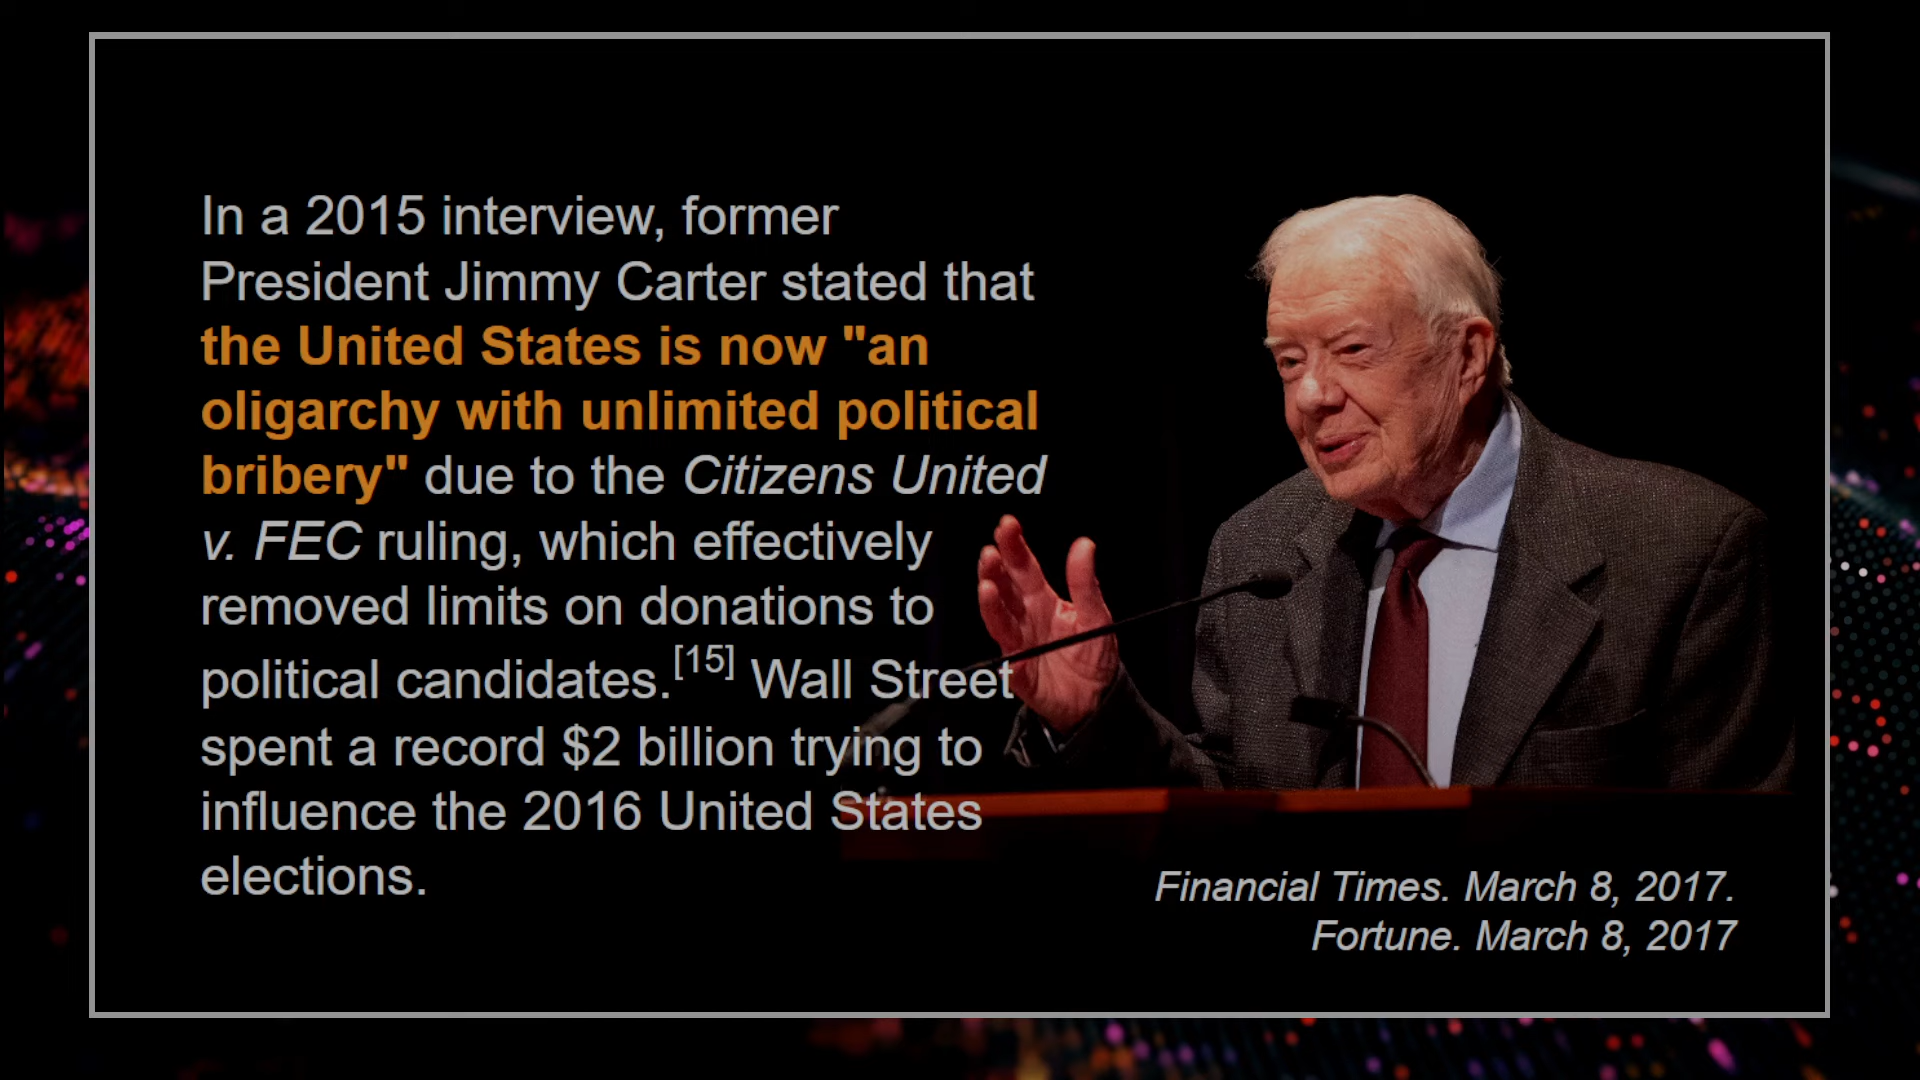 In a 2015 interview, former
President Jimmy Carter stated that
the United States is now "an
oligarchy with unlimited political
bribery" due to the Citizens United
v. FEC ruling, which effectively
removed limits on donations to
political candidates.[15] Wall Street
spent a record $2 billion trying to
influence the 2016 United States
elections.
Financial Times. March 8, 2017.
Fortune. March 8, 2017